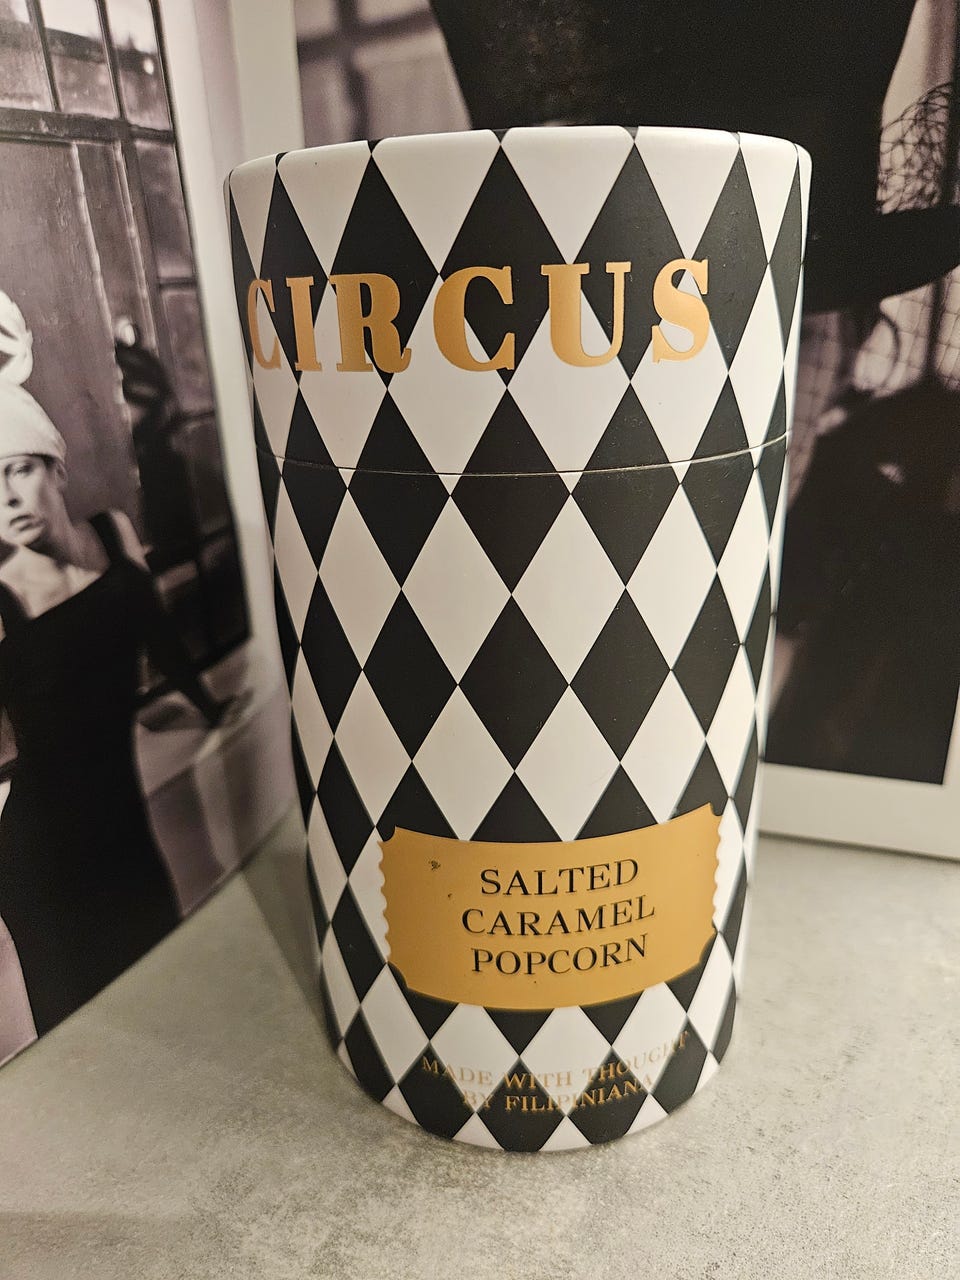 CIRCUS
SALTED
CARAMEL
POPCORN
MADE WITH THOUGHT
BY FILIPINIANA